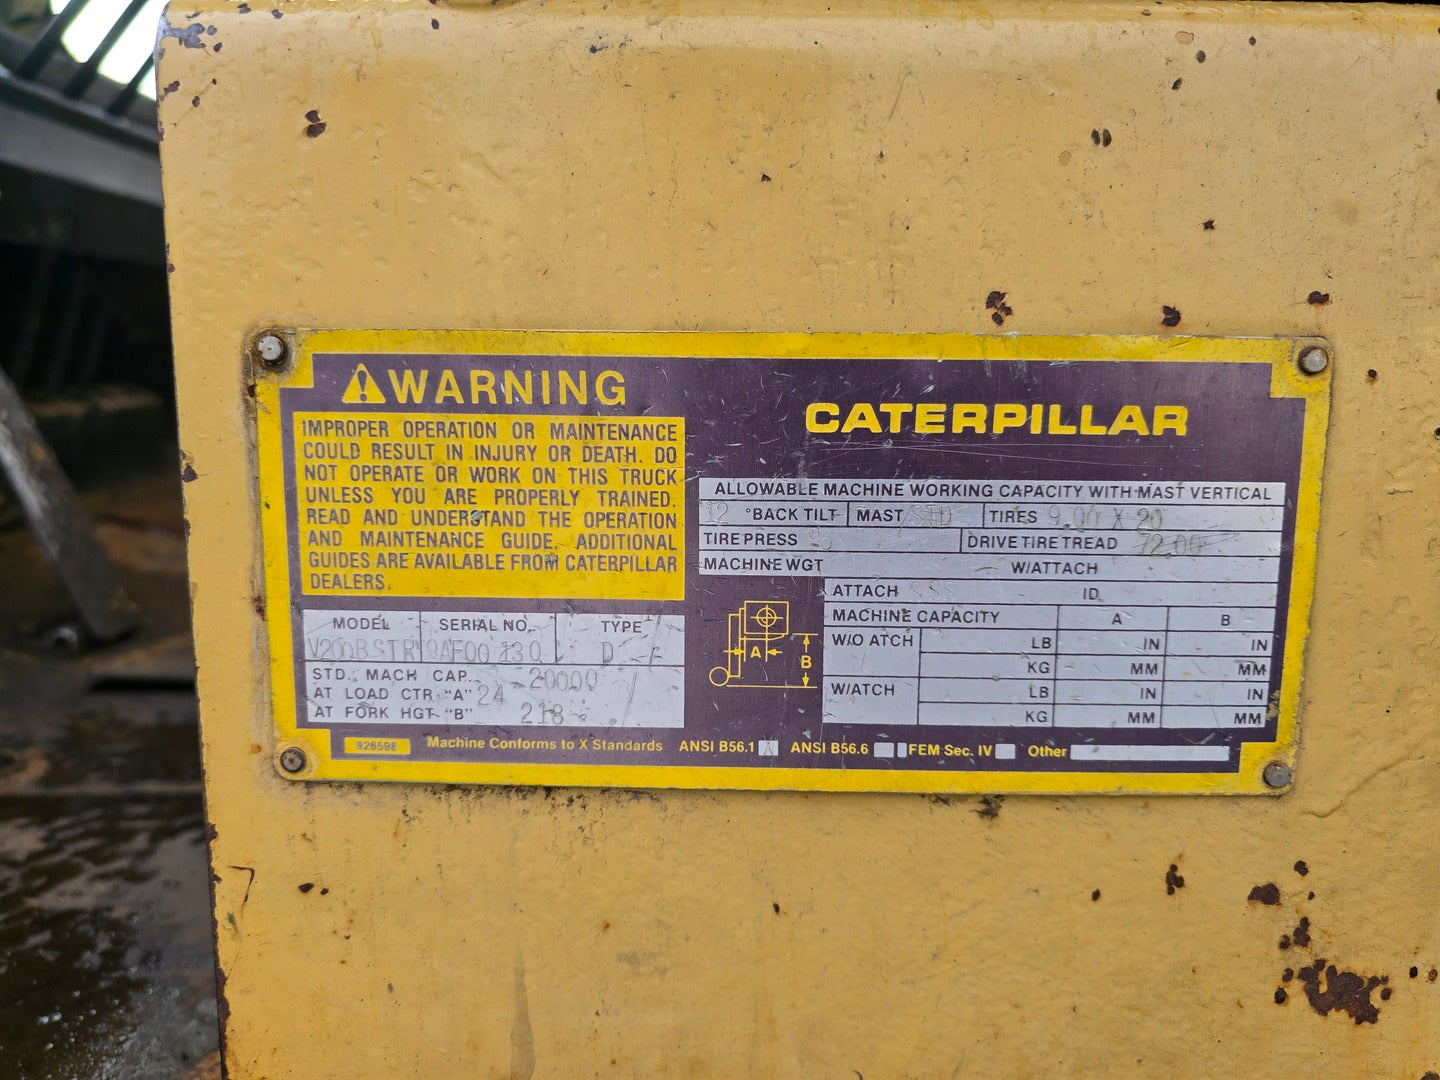 WARNING
IMPROPER OPERATION OR MAINTENANCE
COULD RESULT IN INJURY OR DEATH. DO
NOT OPERATE OR WORK ON THIS TRUCK
UNLESS YOU ARE PROPERLY TRAINED.
READ AND UNDERSTAND THE OPERATION
AND MAINTENANCE GUIDE. ADDITIONAL
GUIDES ARE AVAILABLE FROM CATERPILLAR
DEALERS.
MODEL SERIAL NO. TYPE
V200B STR 9AF00130 D
STD. MACH CAP. 20000
AT LOAD CTR. "A" 24
AT FORK HGT "B" 218
CATERPILLAR
ALLOWABLE MACHINE WORKING CAPACITY WITH MAST VERTICAL
12 °BACK TILT MAST STD TIRES 9.00 X 20
TIRE PRESS DRIVE TIRE TREAD 72.00
MACHINE WGT W/ATTACH
ATTACH SSS ID
MACHINE CAPACITY A B
W/O ATCH LB IN IN
KG MM MM
W/ATCH LB IN IN
KG MM MM
A B
926598 Machine Conforms to X Standards ANSI B56.1 ANSI B56.6 FEM Sec. IV Other